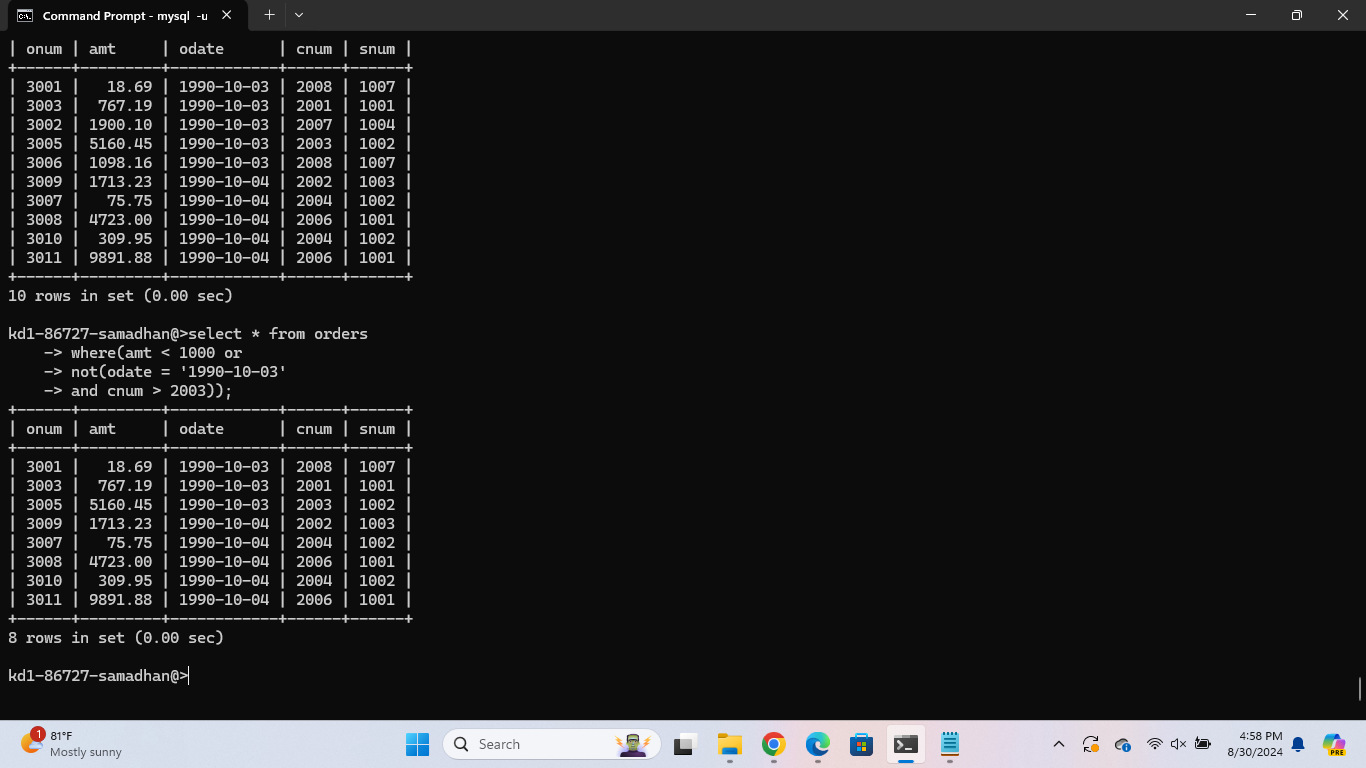 Command Prompt - mysql -u
| onum | amt     | odate      | cnum | snum |
+------+---------+------------+------+------+
| 3001 |   18.69 | 1990-10-03 | 2008 | 1007 |
| 3003 |  767.19 | 1990-10-03 | 2001 | 1001 |
| 3002 | 1900.10 | 1990-10-03 | 2007 | 1004 |
| 3005 | 5160.45 | 1990-10-03 | 2003 | 1002 |
| 3006 | 1098.16 | 1990-10-03 | 2008 | 1007 |
| 3009 | 1713.23 | 1990-10-04 | 2002 | 1003 |
| 3007 |   75.75 | 1990-10-04 | 2004 | 1002 |
| 3008 | 4723.00 | 1990-10-04 | 2006 | 1001 |
| 3010 |  309.95 | 1990-10-04 | 2004 | 1002 |
| 3011 | 9891.88 | 1990-10-04 | 2006 | 1001 |
+------+---------+------------+------+------+
10 rows in set (0.00 sec)
kd1-86727-samadhan@>select * from orders
    -> where(amt < 1000 or
    -> not(odate = '1990-10-03'
    -> and cnum > 2003));
+------+---------+------------+------+------+
| onum | amt     | odate      | cnum | snum |
+------+---------+------------+------+------+
| 3001 |   18.69 | 1990-10-03 | 2008 | 1007 |
| 3003 |  767.19 | 1990-10-03 | 2001 | 1001 |
| 3005 | 5160.45 | 1990-10-03 | 2003 | 1002 |
| 3009 | 1713.23 | 1990-10-04 | 2002 | 1003 |
| 3007 |   75.75 | 1990-10-04 | 2004 | 1002 |
| 3008 | 4723.00 | 1990-10-04 | 2006 | 1001 |
| 3010 |  309.95 | 1990-10-04 | 2004 | 1002 |
| 3011 | 9891.88 | 1990-10-04 | 2006 | 1001 |
+------+---------+------------+------+------+
8 rows in set (0.00 sec)
kd1-86727-samadhan@>
1
81°F
Mostly sunny
Search
PRE
4:58 PM
8/30/2024